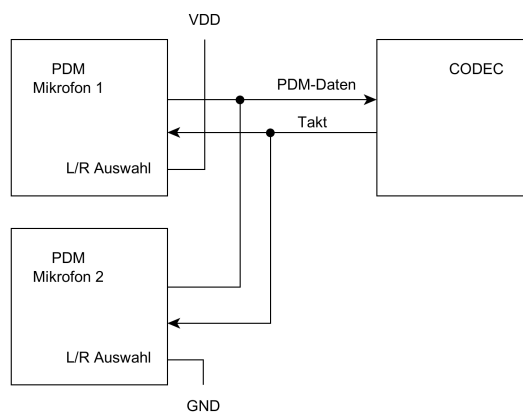 VDD
PDM
Mikrofon 1
CODEC
PDM-Daten
Takt
L/R Auswahl
PDM
Mikrofon 2
L/R Auswahl
GND